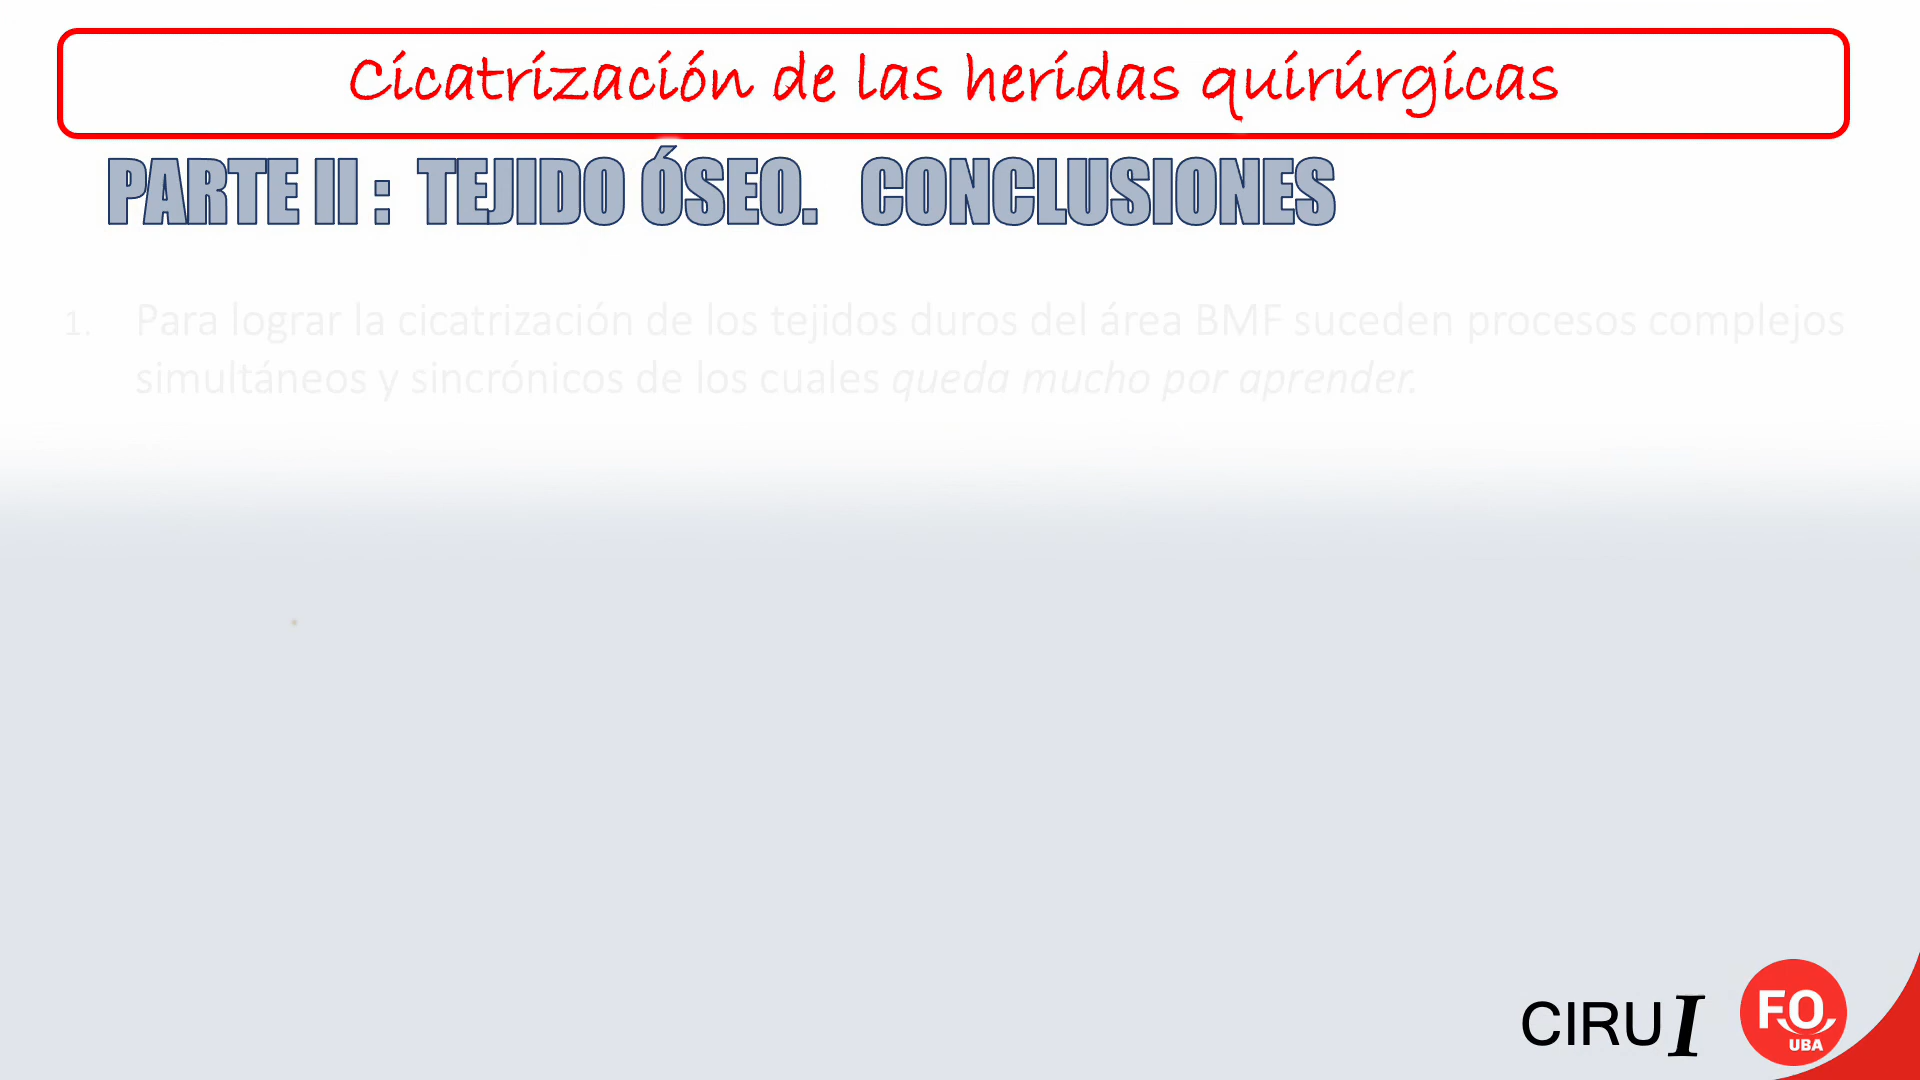 Cicatrización de las heridas quirúrgicas
PARTE II : TEJIDO ÓSEO. CONCLUSIONES
1. Para lograr la cicatrización de los tejidos duros del área BMF suceden procesos complejos
simultáneos y sincrónicos de los cuales queda mucho por aprender.
CIRU I
FO
UBA